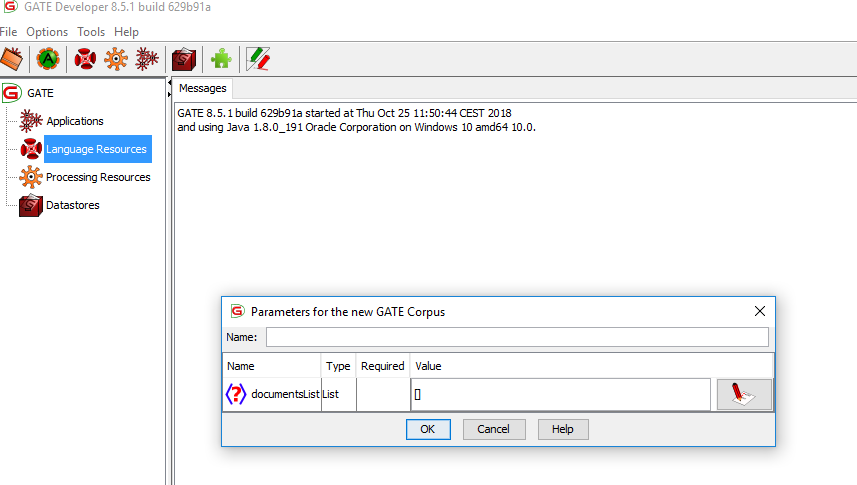 GATE Developer 8.5.1 build 629b91a
File Options Tools Help
GATE
Applications
Language Resources
Processing Resources
Datastores
Messages
GATE 8.5.1 build 629b91a started at Thu Oct 25 11:50:44 CEST 2018
and using Java 1.8.0_191 Oracle Corporation on Windows 10 amd64 10.0.
Parameters for the new GATE Corpus
Name:
Name Type Required Value
<?> documentsList List []
OK Cancel Help